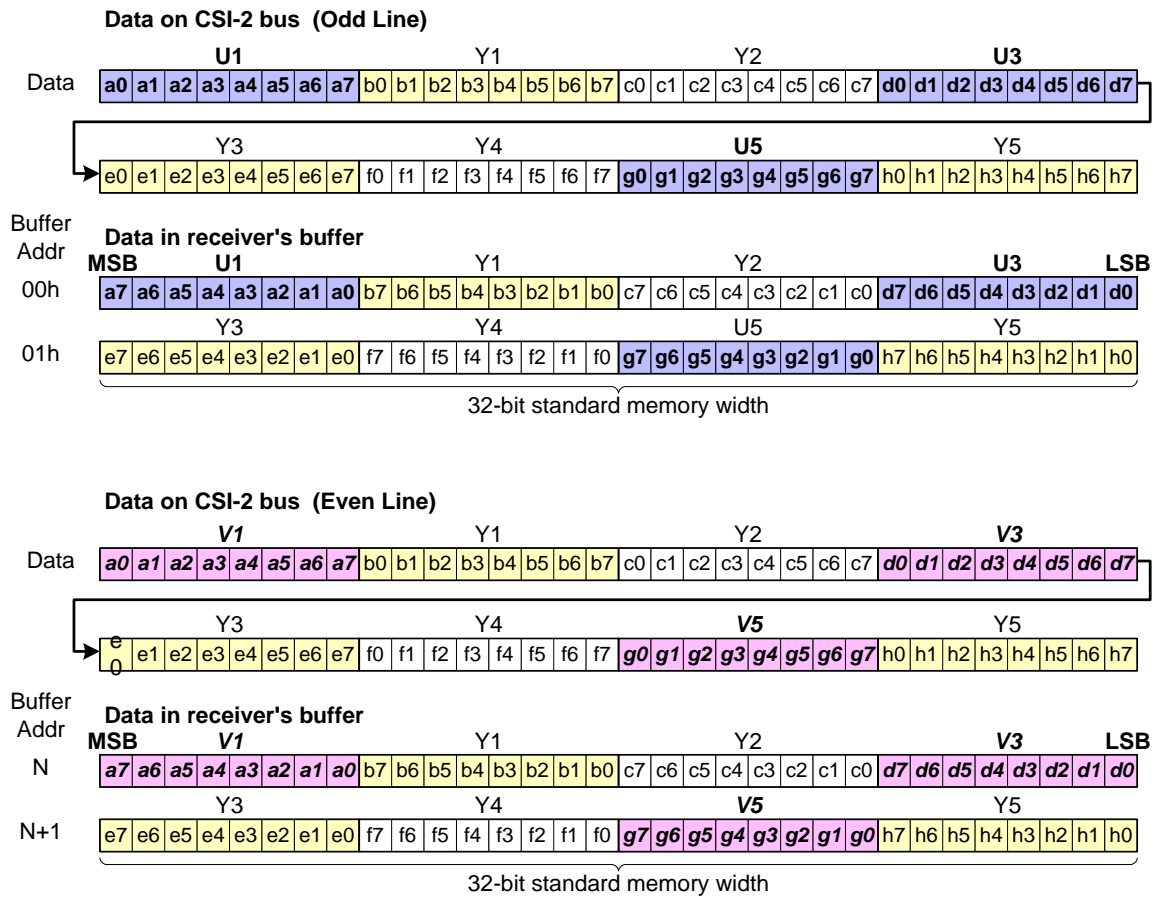 Data on CSI-2 bus (Odd Line)
U1 Y1 Y2 U3
Data a0 a1 a2 a3 a4 a5 a6 a7 b0 b1 b2 b3 b4 b5 b6 b7 c0 c1 c2 c3 c4 c5 c6 c7 d0 d1 d2 d3 d4 d5 d6 d7
Y3 Y4 U5 Y5
e0 e1 e2 e3 e4 e5 e6 e7 f0 f1 f2 f3 f4 f5 f6 f7 g0 g1 g2 g3 g4 g5 g6 g7 h0 h1 h2 h3 h4 h5 h6 h7
Buffer
Addr
Data in receiver's buffer
MSB U1 Y1 Y2 U3 LSB
00h a7 a6 a5 a4 a3 a2 a1 a0 b7 b6 b5 b4 b3 b2 b1 b0 c7 c6 c5 c4 c3 c2 c1 c0 d7 d6 d5 d4 d3 d2 d1 d0
Y3 Y4 U5 Y5
01h e7 e6 e5 e4 e3 e2 e1 e0 f7 f6 f5 f4 f3 f2 f1 f0 g7 g6 g5 g4 g3 g2 g1 g0 h7 h6 h5 h4 h3 h2 h1 h0
32-bit standard memory width
Data on CSI-2 bus (Even Line)
V1 Y1 Y2 V3
Data a0 a1 a2 a3 a4 a5 a6 a7 b0 b1 b2 b3 b4 b5 b6 b7 c0 c1 c2 c3 c4 c5 c6 c7 d0 d1 d2 d3 d4 d5 d6 d7
Y3 Y4 V5 Y5
e0 e1 e2 e3 e4 e5 e6 e7 f0 f1 f2 f3 f4 f5 f6 f7 g0 g1 g2 g3 g4 g5 g6 g7 h0 h1 h2 h3 h4 h5 h6 h7
Buffer
Addr
Data in receiver's buffer
MSB V1 Y1 Y2 V3 LSB
N a7 a6 a5 a4 a3 a2 a1 a0 b7 b6 b5 b4 b3 b2 b1 b0 c7 c6 c5 c4 c3 c2 c1 c0 d7 d6 d5 d4 d3 d2 d1 d0
Y3 Y4 V5 Y5
N+1 e7 e6 e5 e4 e3 e2 e1 e0 f7 f6 f5 f4 f3 f2 f1 f0 g7 g6 g5 g4 g3 g2 g1 g0 h7 h6 h5 h4 h3 h2 h1 h0
32-bit standard memory width